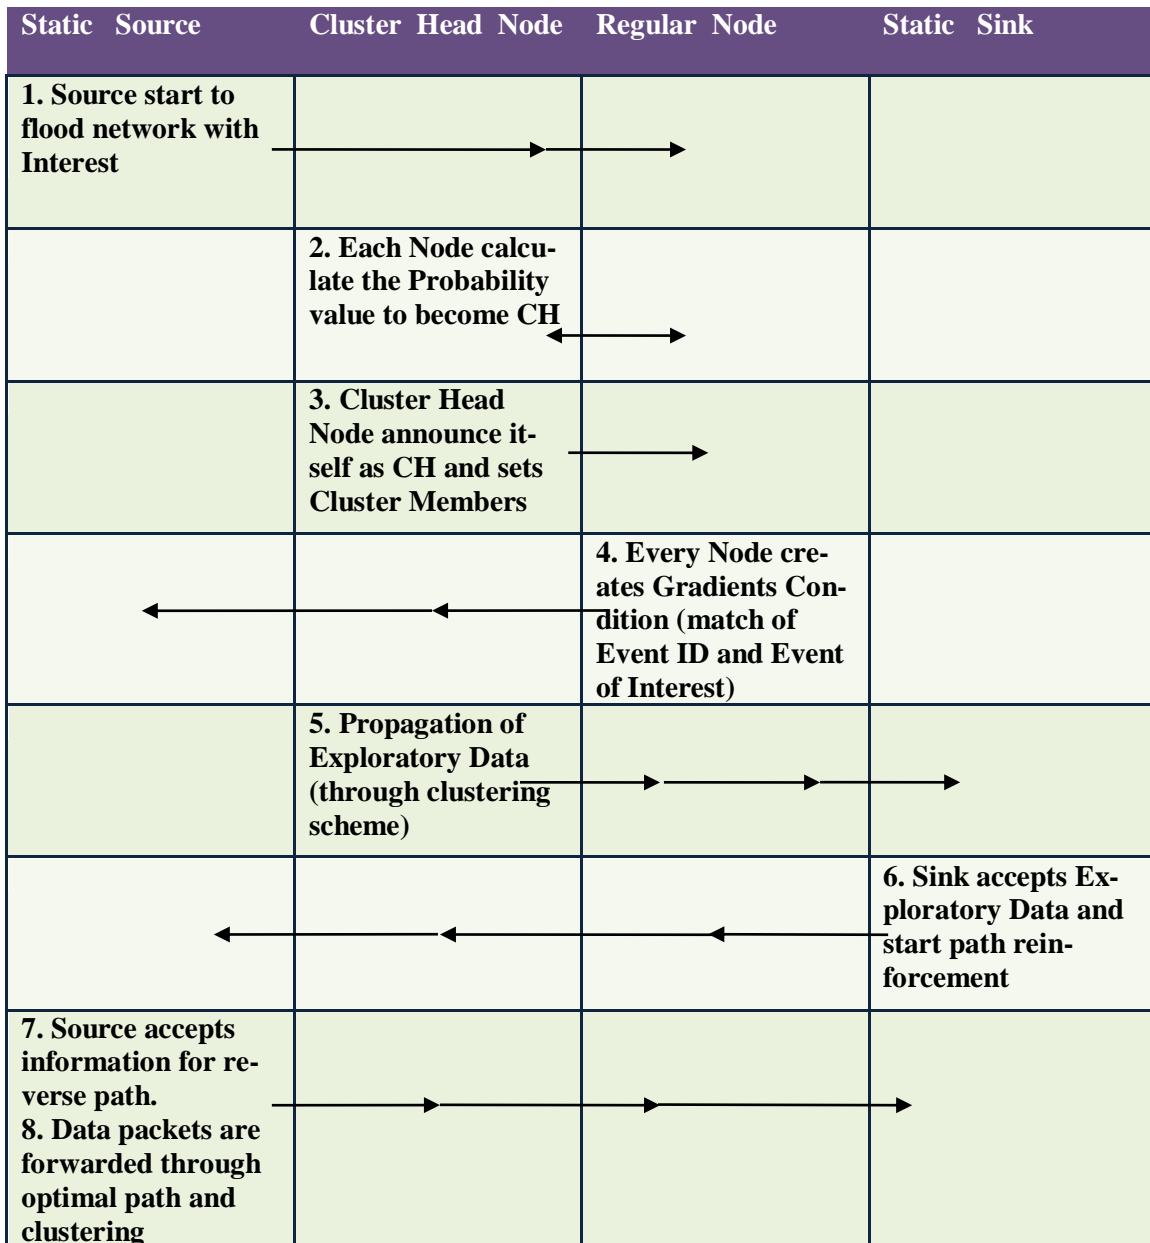 Static Source Cluster Head Node Regular Node Static Sink
1. Source start to
flood network with
Interest
2. Each Node calcu-
late the Probability
value to become CH
3. Cluster Head
Node announce it-
self as CH and sets
Cluster Members
4. Every Node cre-
ates Gradients Con-
dition (match of
Event ID and Event
of Interest)
5. Propagation of
Exploratory Data
(through clustering
scheme)
6. Sink accepts Ex-
ploratory Data and
start path rein-
forcement
7. Source accepts
information for re-
verse path.
8. Data packets are
forwarded through
optimal path and
clustering